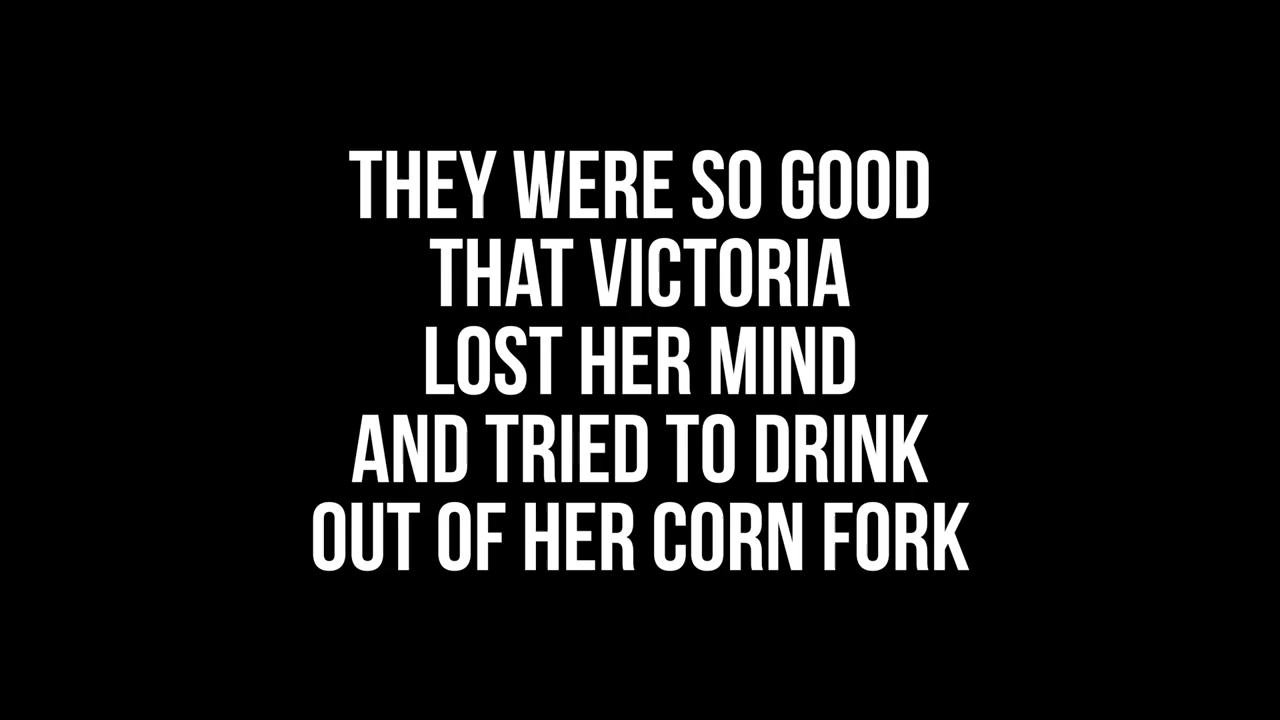 THEY WERE SO GOOD
THAT VICTORIA
LOST HER MIND
AND TRIED TO DRINK
OUT OF HER CORN FORK